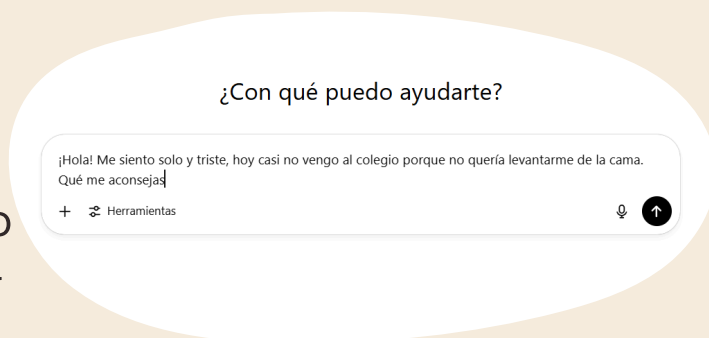 ¿Con qué puedo ayudarte?
¡Hola! Me siento solo y triste, hoy casi no vengo al colegio porque no quería levantarme de la cama.
Qué me aconsejas
Herramientas